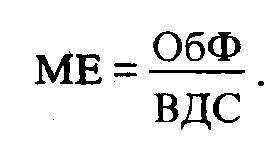 МЕ = ОбФ / ВДС .